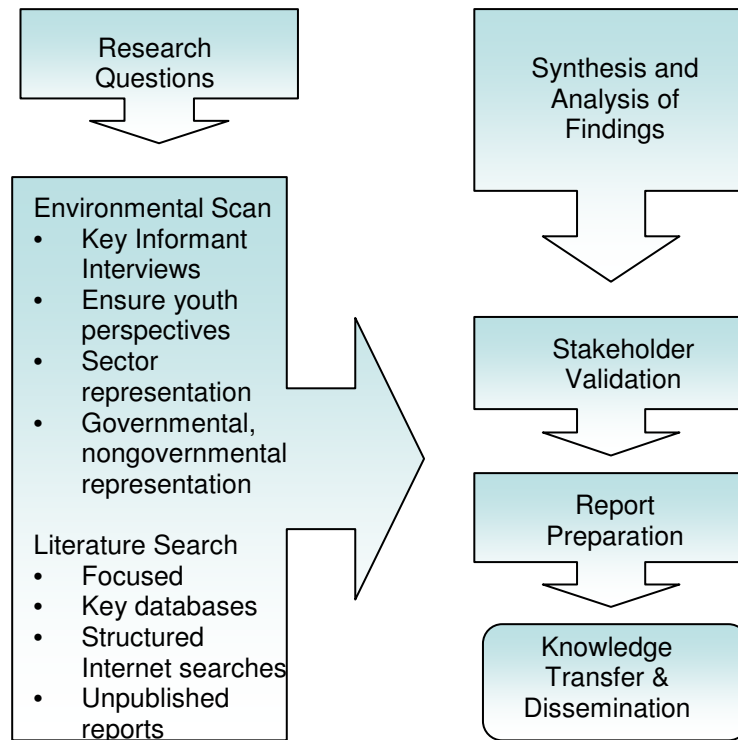 Research
Questions
Environmental Scan
• Key Informant
Interviews
• Ensure youth
perspectives
• Sector
representation
• Governmental,
nongovernmental
representation
Literature Search
• Focused
• Key databases
• Structured
Internet searches
• Unpublished
reports
Synthesis and
Analysis of
Findings
Stakeholder
Validation
Report
Preparation
Knowledge
Transfer &
Dissemination